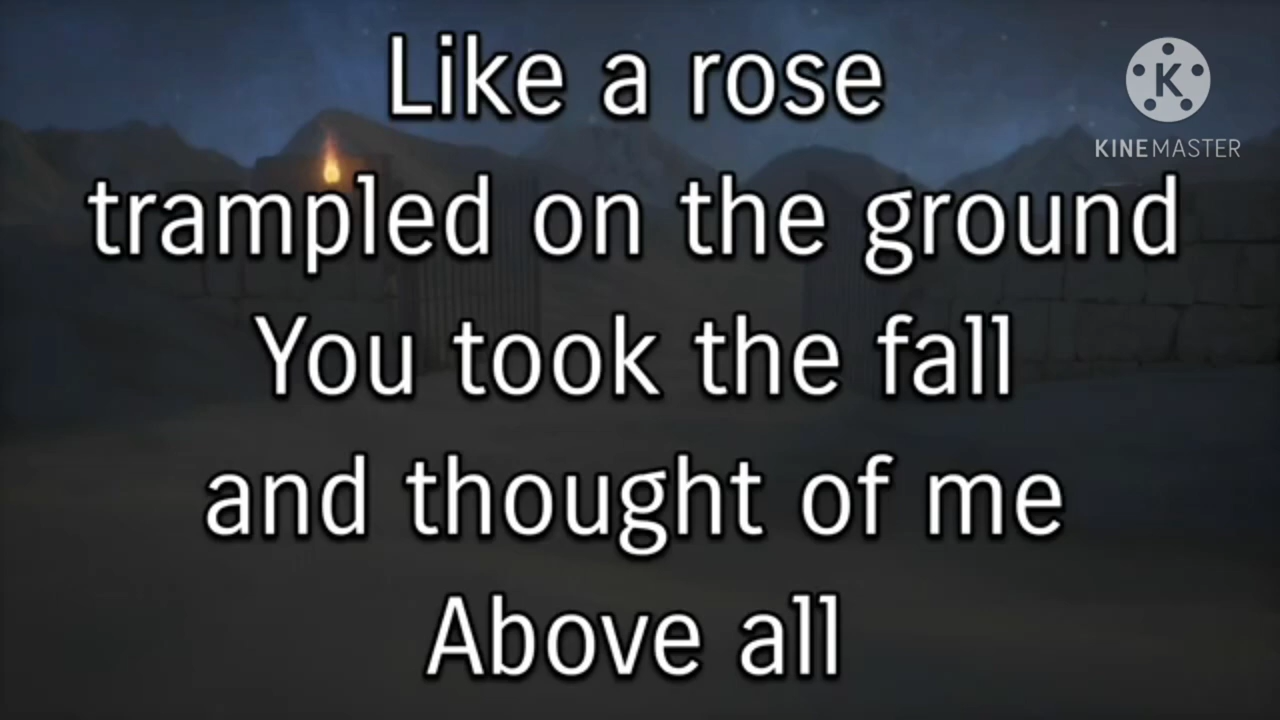 Like a rose
trampled on the ground
You took the fall
and thought of me
Above all
K
KINEMASTER